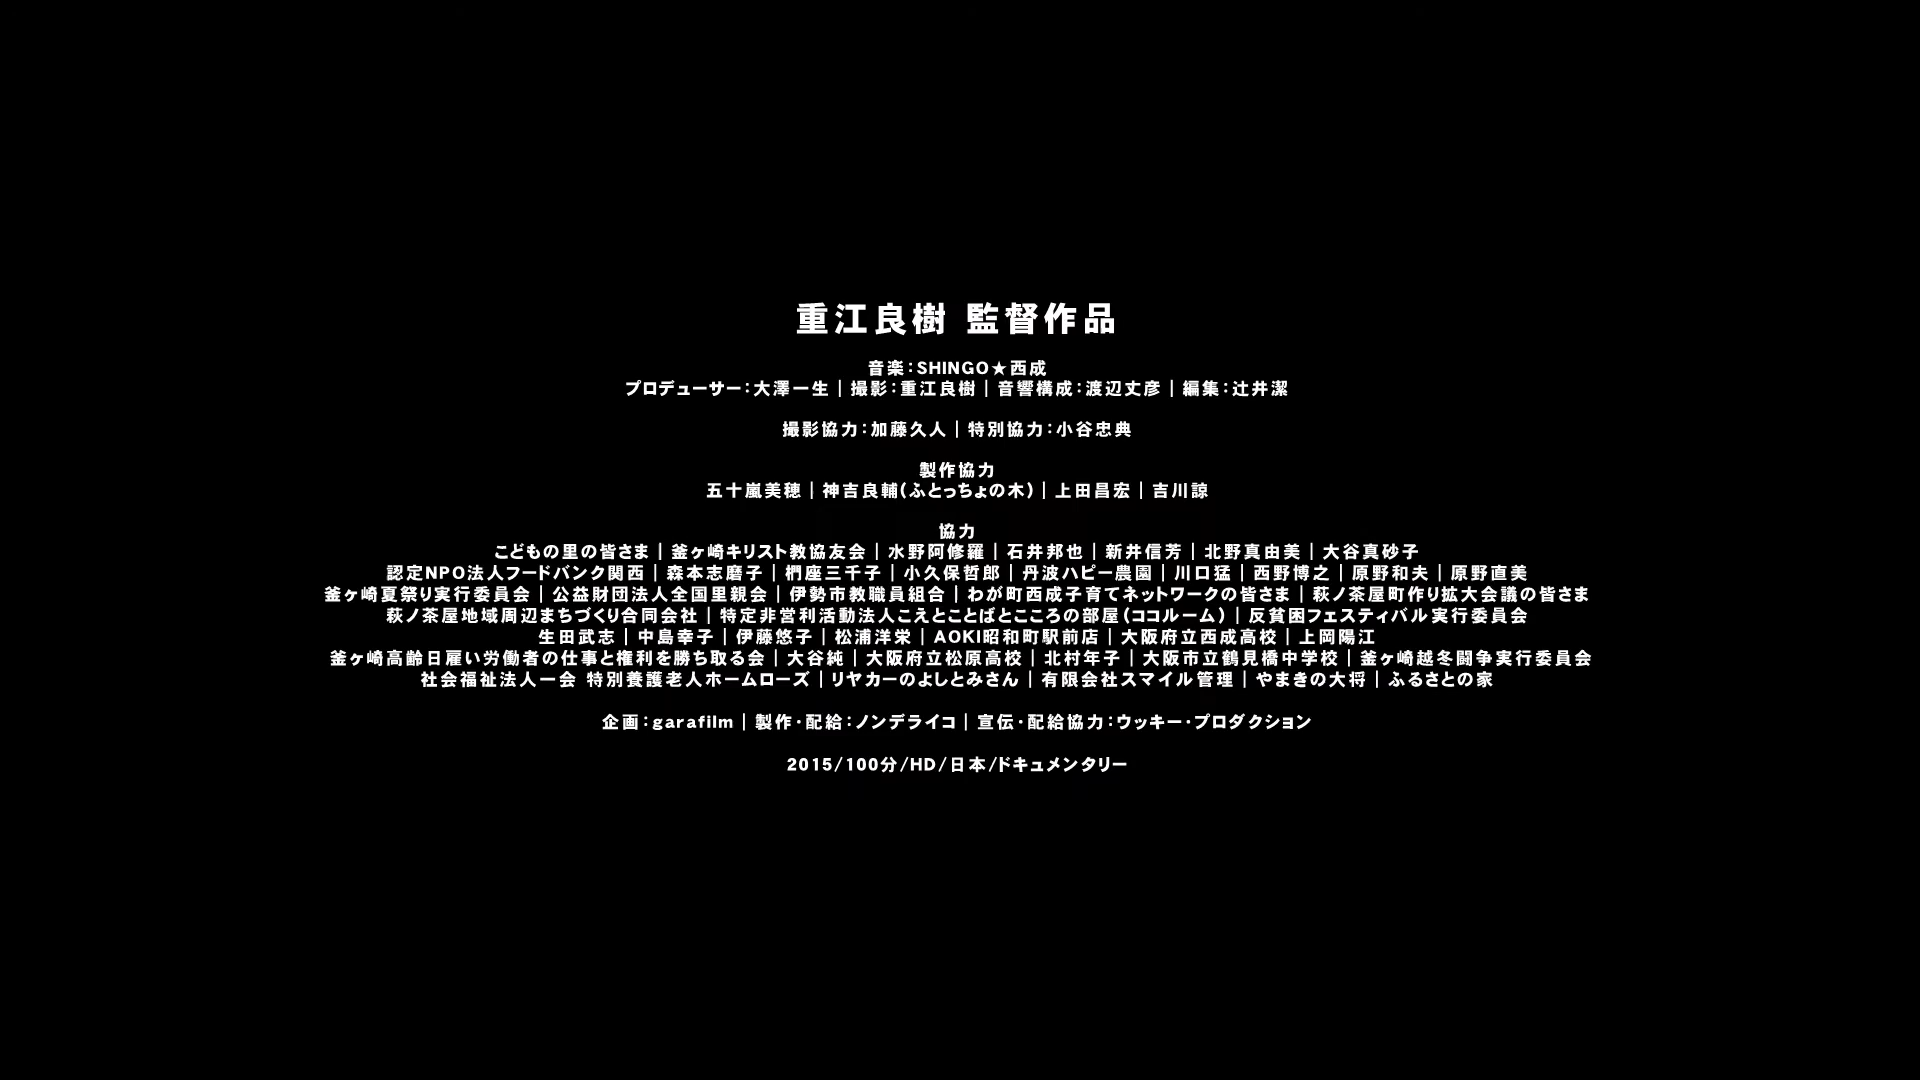 重江良樹 監督作品
音楽：SHINGO★西成
プロデューサー：大澤一生｜撮影：重江良樹｜音響構成：渡辺丈彦｜編集：辻井潔
撮影協力：加藤久人｜特別協力：小谷忠典
製作協力
五十嵐美穂｜神吉良輔(ふとっちょの木)｜上田昌宏｜吉川諒
協力
こどもの里の皆さま｜釜ヶ崎キリスト教協友会｜水野阿修羅｜石井邦也｜新井信芳｜北野真由美｜大谷真砂子
認定NPO法人フードバンク関西｜森本志磨子｜椚座三千子｜小久保哲郎｜丹波ハピー農園｜川口猛｜西野博之｜原野和夫｜原野直美
釜ヶ崎夏祭り実行委員会｜公益財団法人全国里親会｜伊勢市教職員組合｜わが町西成子育てネットワークの皆さま｜萩ノ茶屋町作り拡大会議の皆さま
萩ノ茶屋地域周辺まちづくり合同会社｜特定非営利活動法人こえとことばとこころの部屋(ココルーム)｜反貧困フェスティバル実行委員会
生田武志｜中島幸子｜伊藤悠子｜松浦洋栄｜AOKI昭和町駅前店｜大阪府立西成高校｜上岡陽江
釜ヶ崎高齢日雇い労働者の仕事と権利を勝ち取る会｜大谷純｜大阪府立松原高校｜北村年子｜大阪市立鶴見橋中学校｜釜ヶ崎越冬闘争実行委員会
社会福祉法人一会 特別養護老人ホームローズ｜リヤカーのよしとみさん｜有限会社スマイル管理｜やまきの大将｜ふるさとの家
企画：garafilm｜製作・配給：ノンデライコ｜宣伝・配給協力：ウッキー・プロダクション
2015/100分/HD/日本/ドキュメンタリー